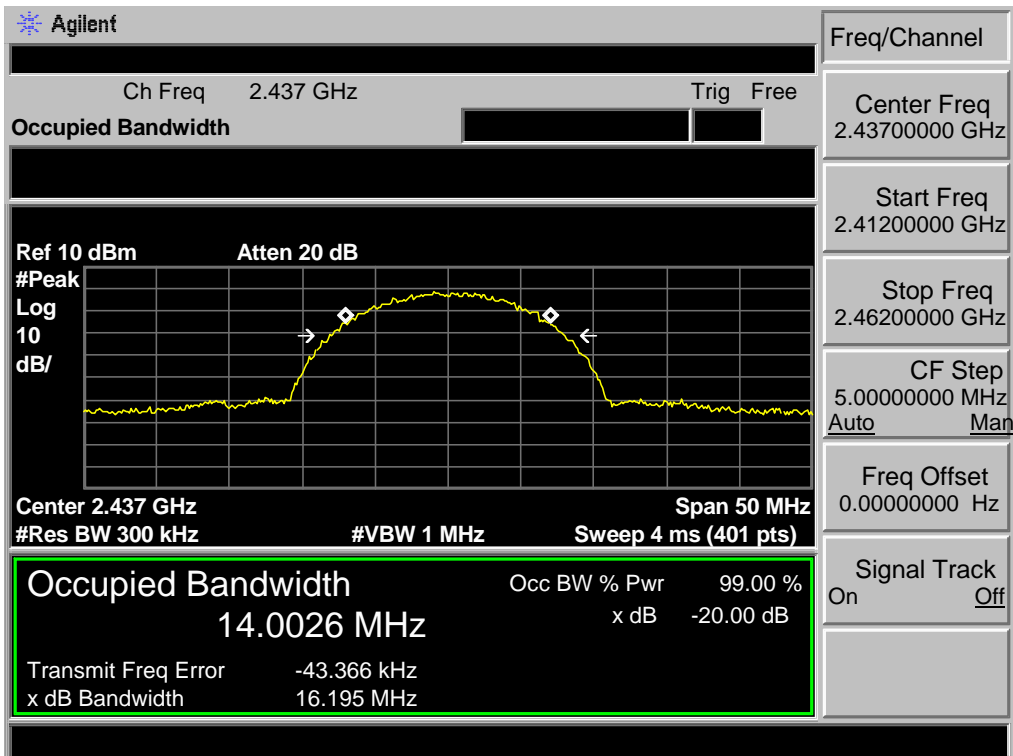 Agilent
Freq/Channel
Ch Freq 2.437 GHz Trig Free
Occupied Bandwidth
Center Freq
2.43700000 GHz
Start Freq
2.41200000 GHz
Stop Freq
2.46200000 GHz
CF Step
5.00000000 MHz
Auto Man
Freq Offset
0.00000000 Hz
Signal Track
On Off
Ref 10 dBm Atten 20 dB
#Peak
Log
10
dB/
Center 2.437 GHz Span 50 MHz
#Res BW 300 kHz #VBW 1 MHz Sweep 4 ms (401 pts)
Occupied Bandwidth
14.0026 MHz
Occ BW % Pwr 99.00 %
x dB -20.00 dB
Transmit Freq Error -43.366 kHz
x dB Bandwidth 16.195 MHz